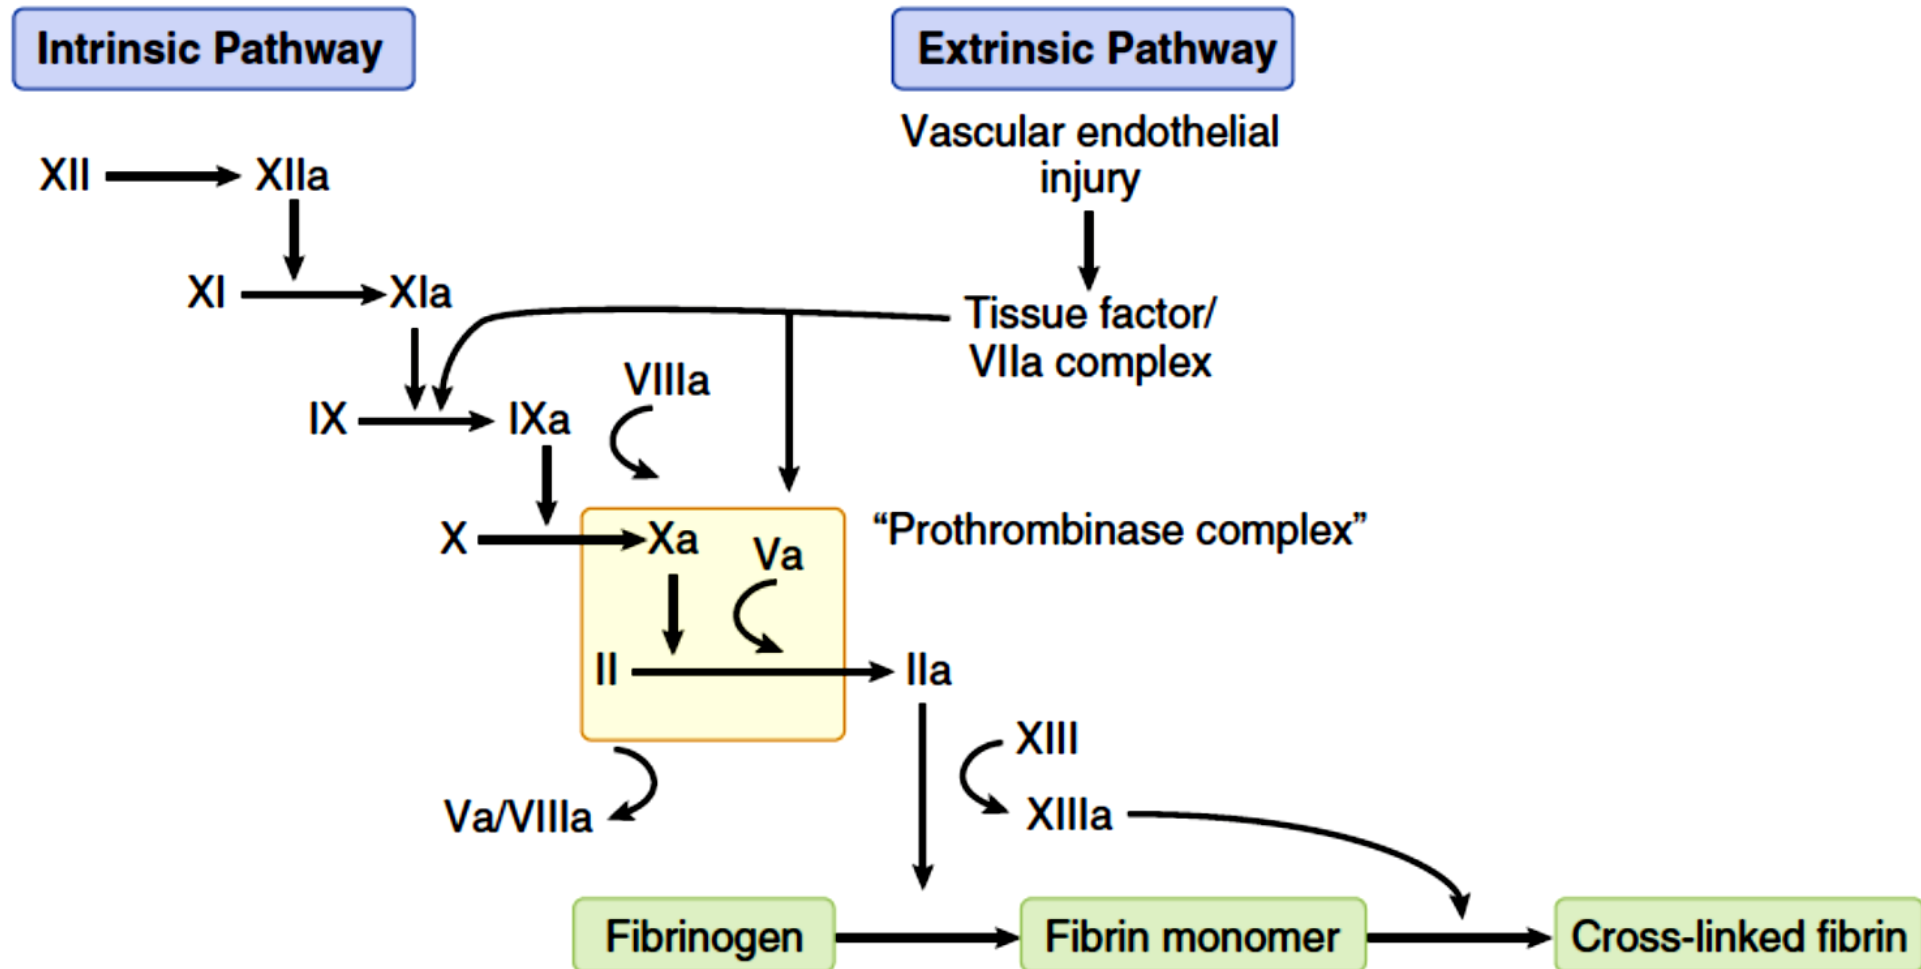 Intrinsic Pathway
Extrinsic Pathway
Vascular endothelial
injury
XII XIIa
XI XIa
Tissue factor/
VIIa complex
VIIIa
IX IXa
"Prothrombinase complex"
X Xa
Va
II IIa
XIII
Va/VIIIa
XIIIa
Fibrinogen Fibrin monomer Cross-linked fibrin